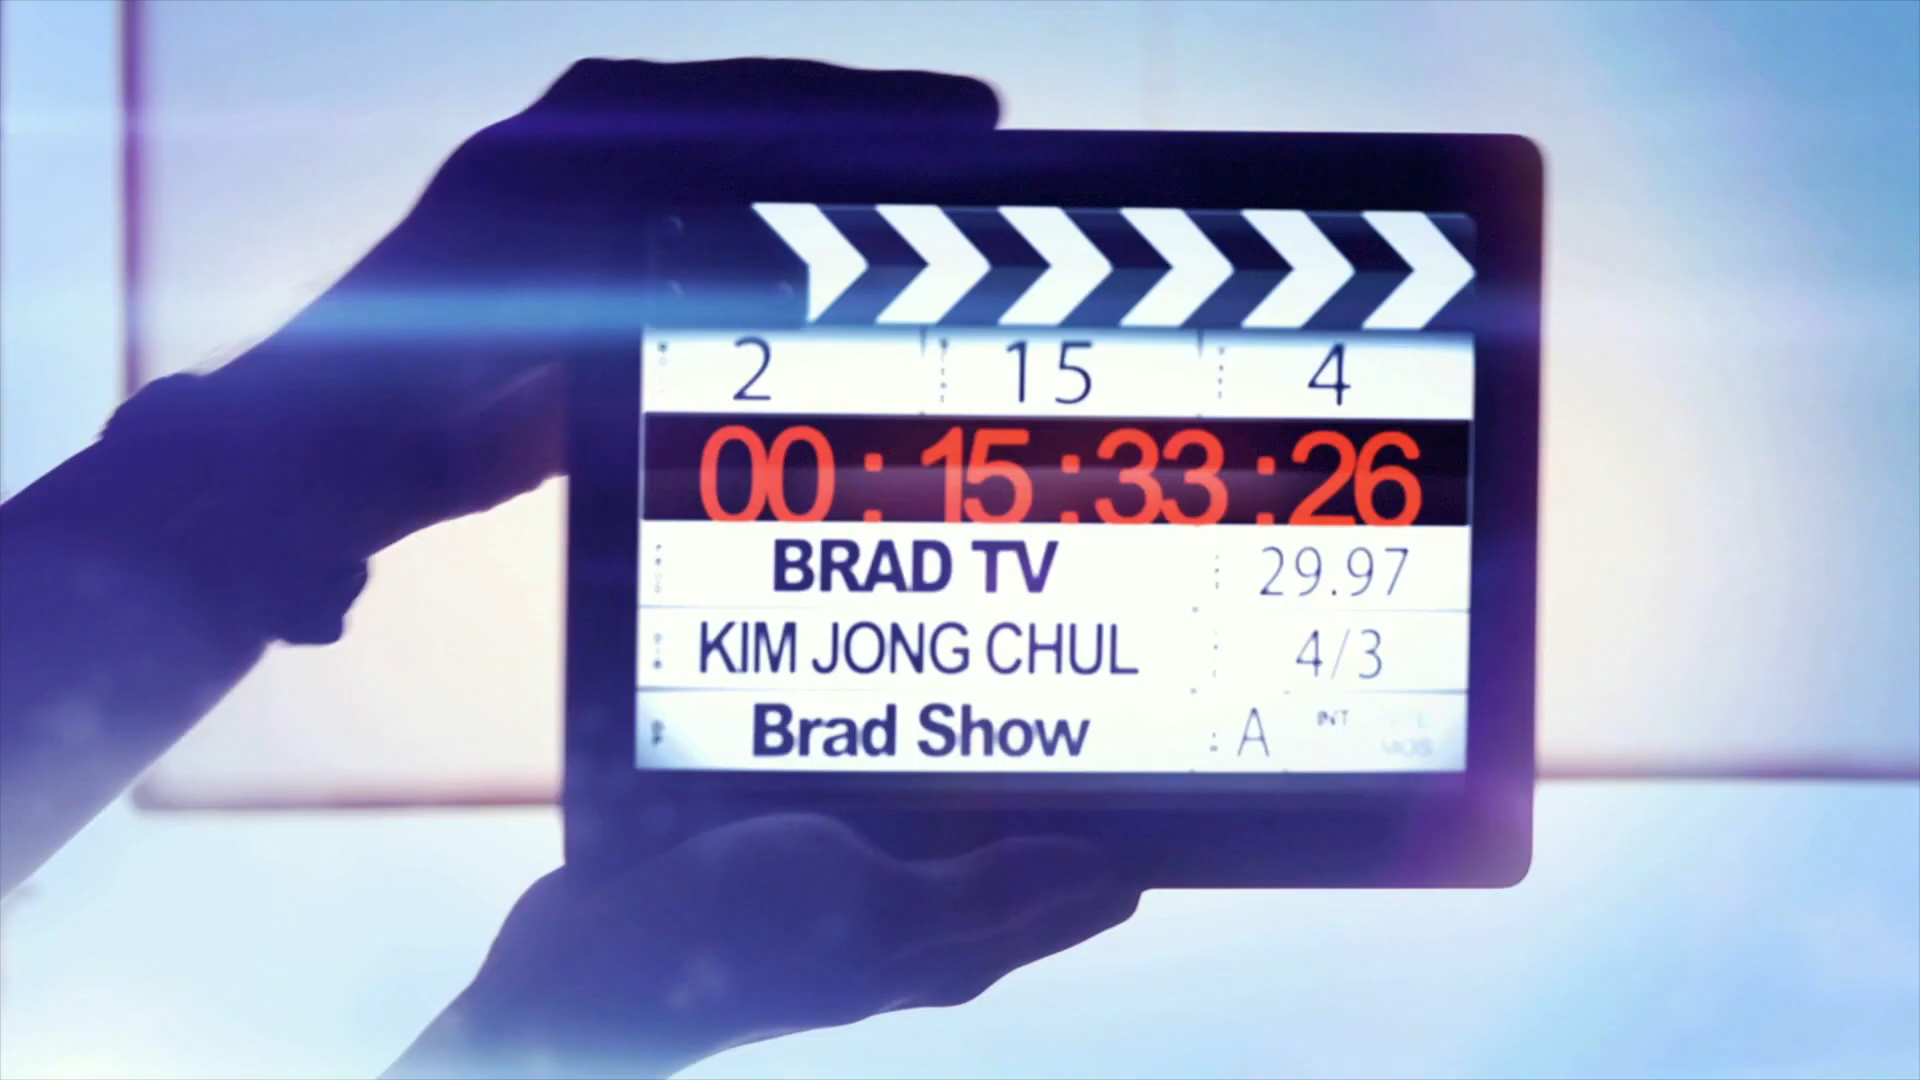 2 15 4
00:15:33:26
BRAD TV 29.97
KIM JONG CHUL 4/3
Brad Show A INT
MOS